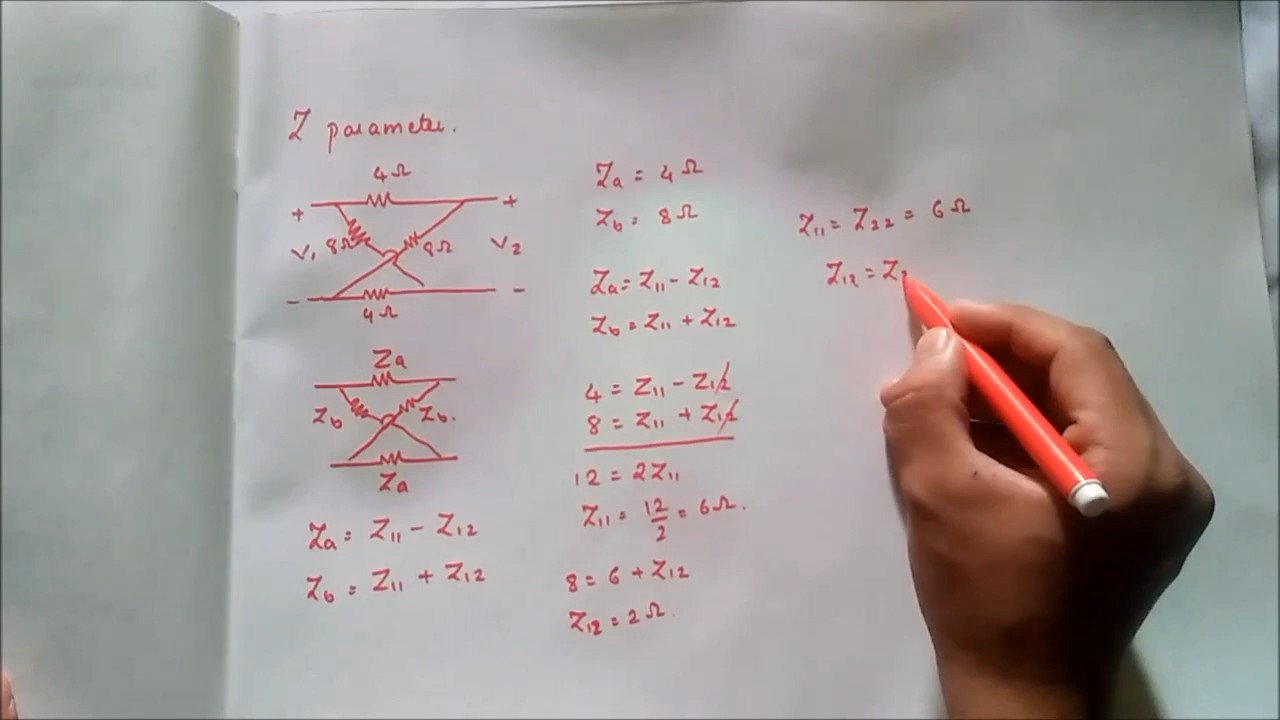 Z parameter.
4Ω
+ +
V1 8Ω 8Ω V2
- -
4Ω
Za
Zb Zb.
Za
Za = Z11 - Z12
Zb = Z11 + Z12
Za = 4Ω
Zb = 8Ω
Za = Z11 - Z12
Zb = Z11 + Z12
4 = Z11 - Z12
8 = Z11 + Z12
12 = 2Z11
Z11 = 12/2 = 6Ω.
8 = 6 + Z12
Z12 = 2Ω.
Z11 = Z22 = 6Ω
Z12 = Z2